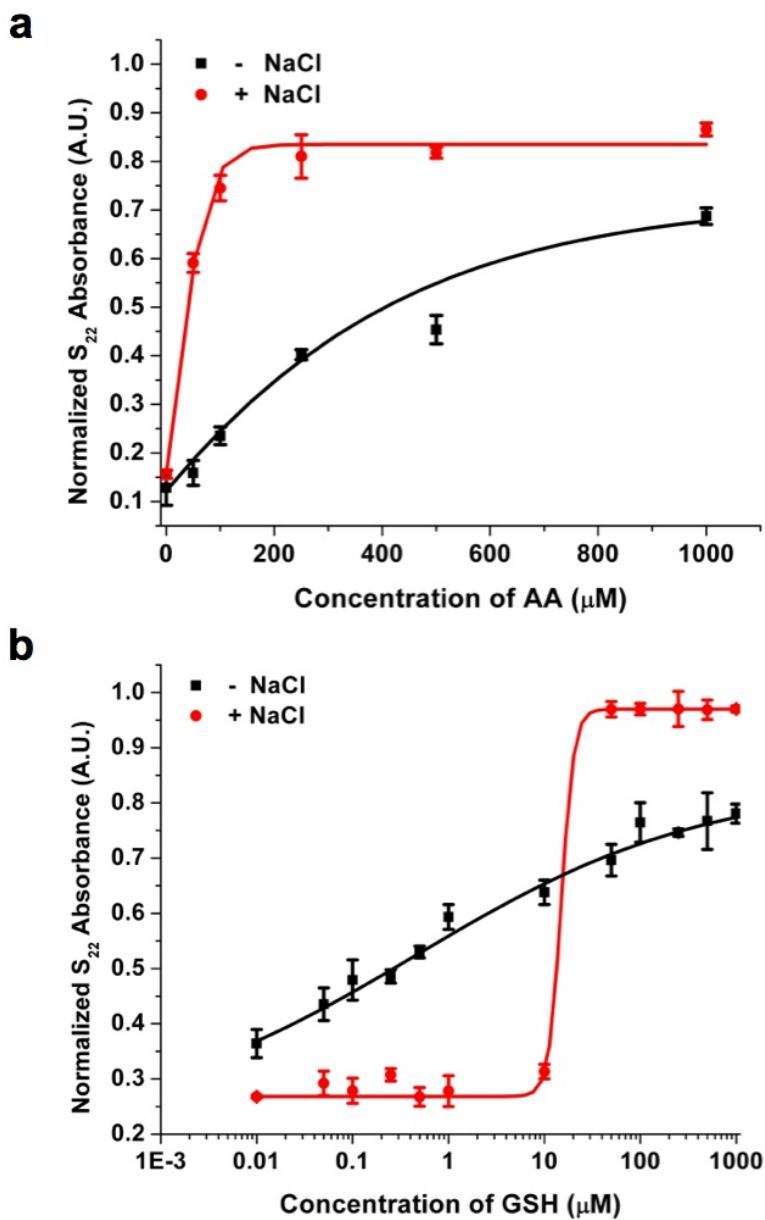 a
- NaCl
+ NaCl
1.0
0.9
0.8
0.7
0.6
0.5
0.4
0.3
0.2
0.1
Normalized S22 Absorbance (A.U.)
0 200 400 600 800 1000
Concentration of AA (μM)
b
- NaCl
+ NaCl
1.0
0.9
0.8
0.7
0.6
0.5
0.4
0.3
0.2
Normalized S22 Absorbance (A.U.)
1E-3 0.01 0.1 1 10 100 1000
Concentration of GSH (μM)